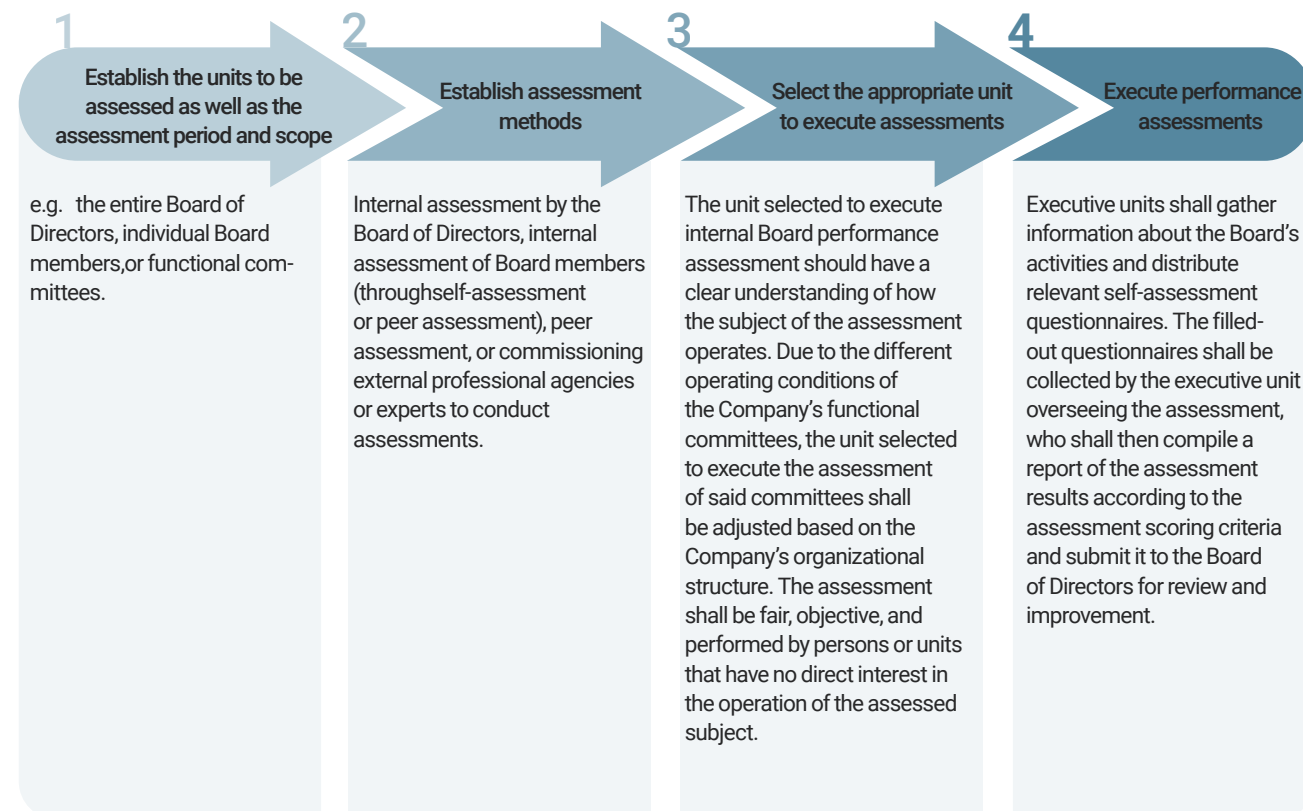 1
Establish the units to be
assessed as well as the
assessment period and scope
e.g. the entire Board of
Directors, individual Board
members,or functional com-
mittees.
2
Establish assessment
methods
Internal assessment by the
Board of Directors, internal
assessment of Board members
(throughself-assessment
or peer assessment), peer
assessment, or commissioning
external professional agencies
or experts to conduct
assessments.
3
Select the appropriate unit
to execute assessments
The unit selected to execute
internal Board performance
assessment should have a
clear understanding of how
the subject of the assessment
operates. Due to the different
operating conditions of
the Company's functional
committees, the unit selected
to execute the assessment
of said committees shall
be adjusted based on the
Company's organizational
structure. The assessment
shall be fair, objective, and
performed by persons or units
that have no direct interest in
the operation of the assessed
subject.
4
Execute performance
assessments
Executive units shall gather
information about the Board's
activities and distribute
relevant self-assessment
questionnaires. The filled-
out questionnaires shall be
collected by the executive unit
overseeing the assessment,
who shall then compile a
report of the assessment
results according to the
assessment scoring criteria
and submit it to the Board
of Directors for review and
improvement.